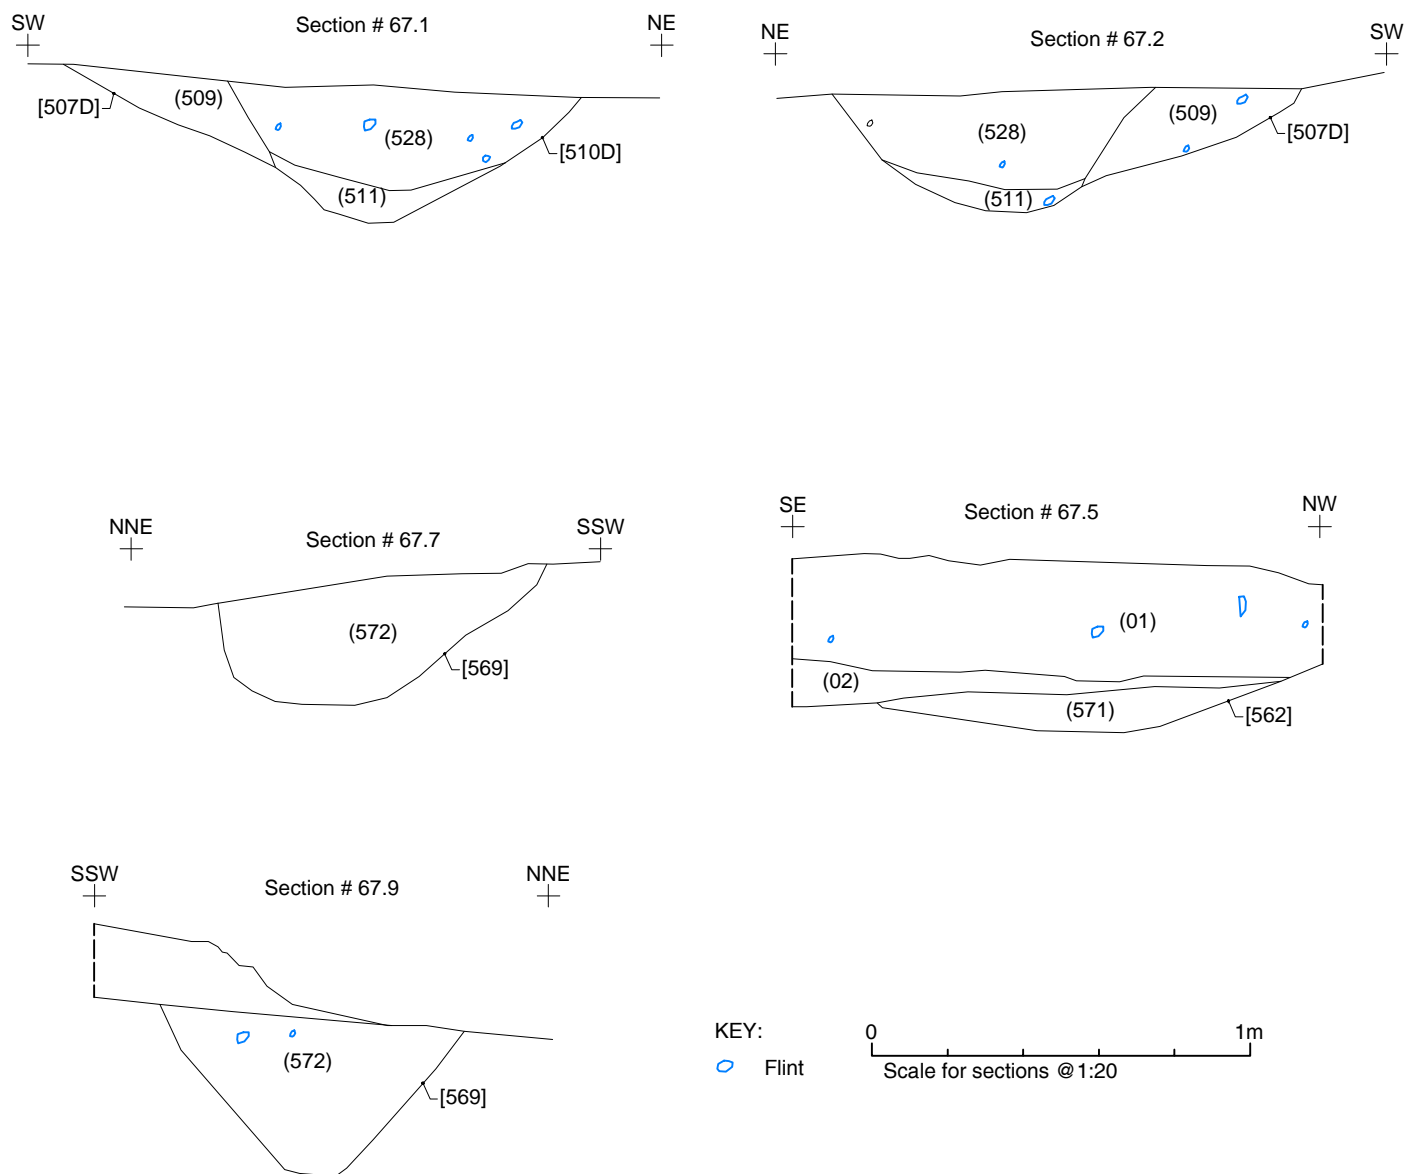 SW
Section # 67.1
NE
[507D]
(509)
(528)
[510D]
(511)
NE
Section # 67.2
SW
(528)
(509)
[507D]
(511)
NNE
Section # 67.7
SSW
(572)
[569]
SE
Section # 67.5
NW
(01)
(02)
(571)
[562]
SSW
Section # 67.9
NNE
(572)
[569]
KEY:
Flint
0
1m
Scale for sections @1:20